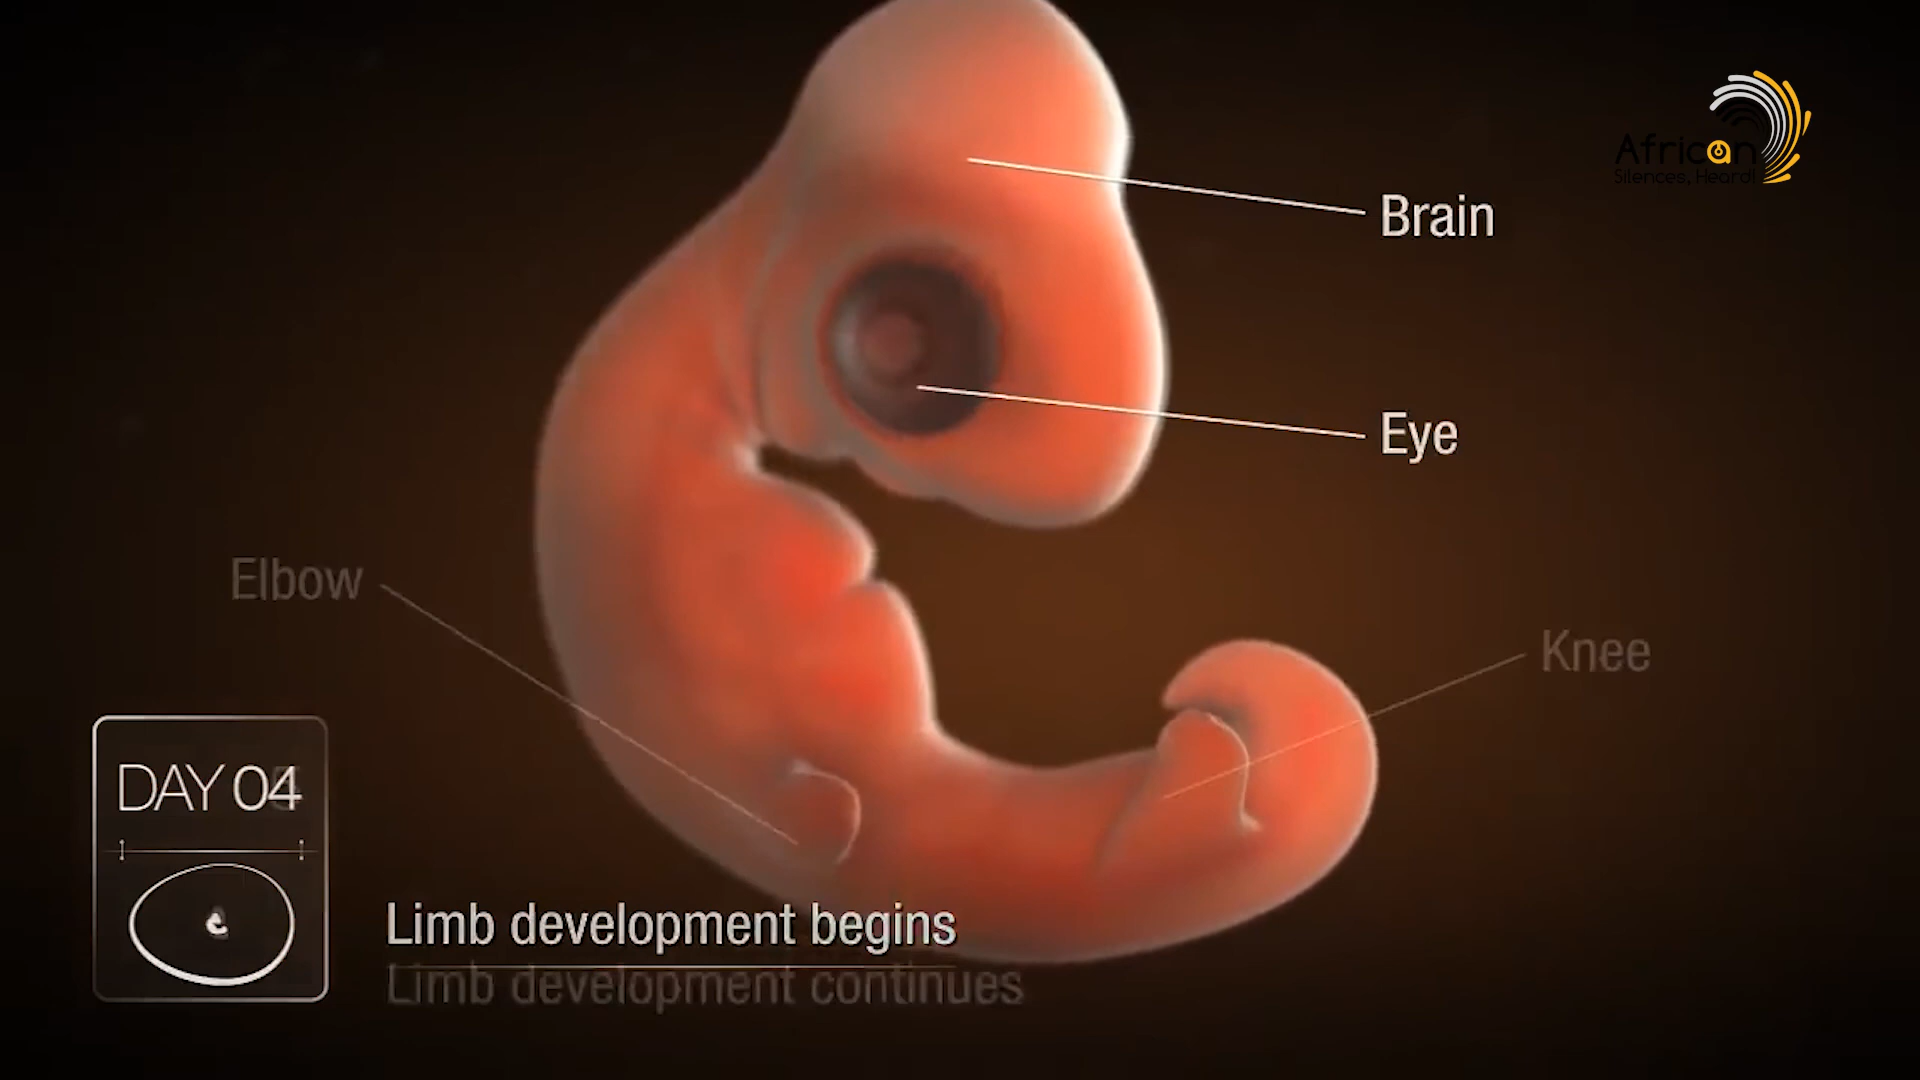 African
Silences, Heard!
Brain
Eye
Elbow
Knee
DAY 04
Limb development begins
Limb development continues